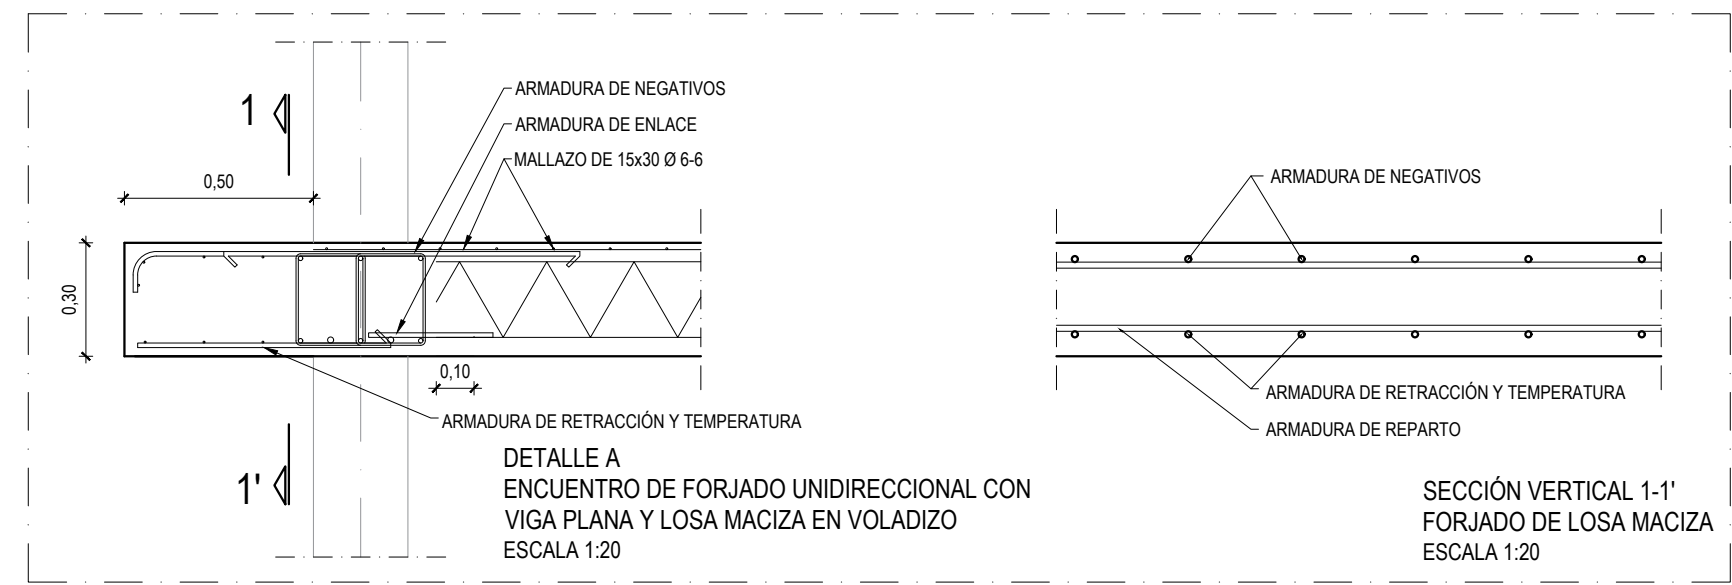 ARMADURA DE NEGATIVOS
ARMADURA DE ENLACE
MALLAZO DE 15x30 Ø 6-6
1
0,50
0,30
0,10
ARMADURA DE RETRACCIÓN Y TEMPERATURA
1'
DETALLE A
ENCUENTRO DE FORJADO UNIDIRECCIONAL CON
VIGA PLANA Y LOSA MACIZA EN VOLADIZO
ESCALA 1:20
ARMADURA DE NEGATIVOS
ARMADURA DE RETRACCIÓN Y TEMPERATURA
ARMADURA DE REPARTO
SECCIÓN VERTICAL 1-1'
FORJADO DE LOSA MACIZA
ESCALA 1:20